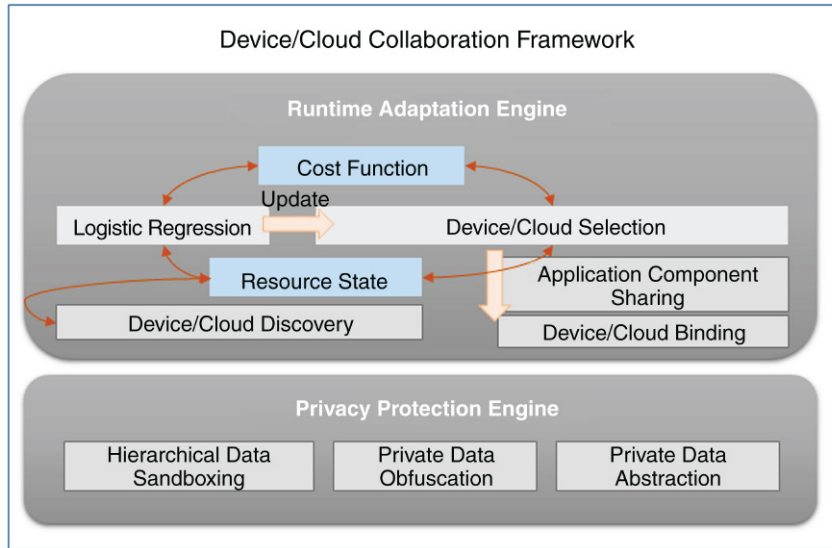 Device/Cloud Collaboration Framework
Runtime Adaptation Engine
Cost Function
Update
Logistic Regression
Device/Cloud Selection
Resource State
Application Component
Sharing
Device/Cloud Discovery
Device/Cloud Binding
Privacy Protection Engine
Hierarchical Data
Sandboxing
Private Data
Obfuscation
Private Data
Abstraction